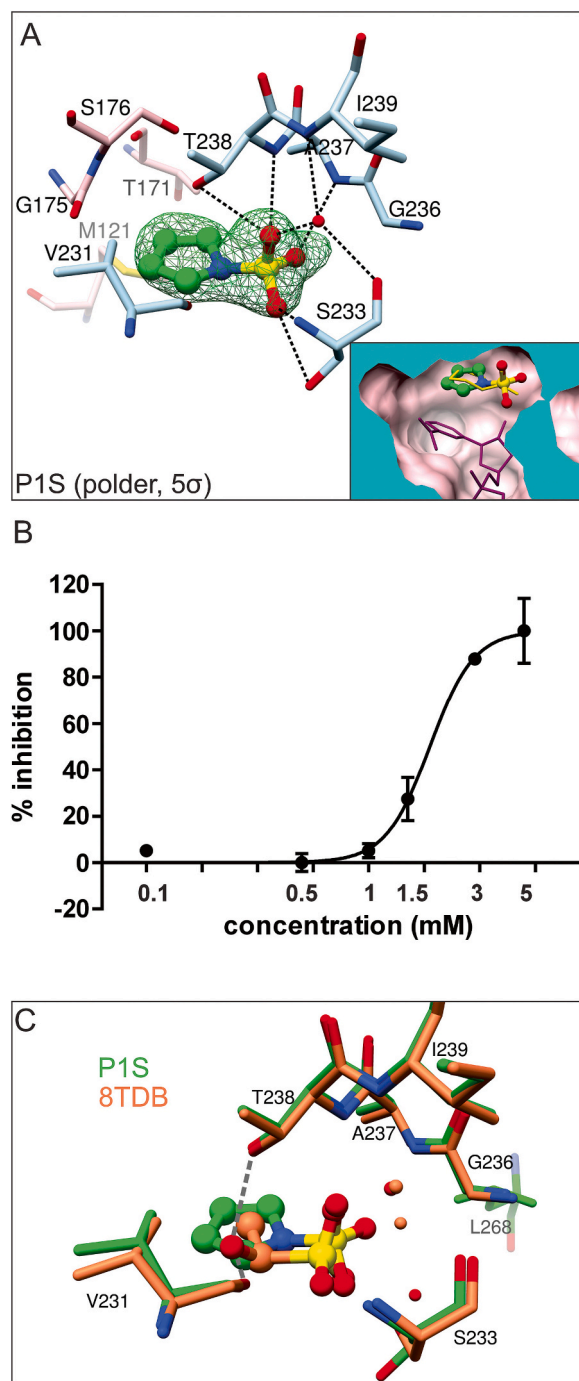 A
S176
I239
T238
A237
T171
G175
G236
M121
V231
S233
P1S (polder, 5σ)
B
120
100
80
60
40
20
0
-20
% inhibition
0.1 0.5 1 1.5 3 5
concentration (mM)
C
P1S
8TDB
I239
T238
A237
G236
L268
V231
S233